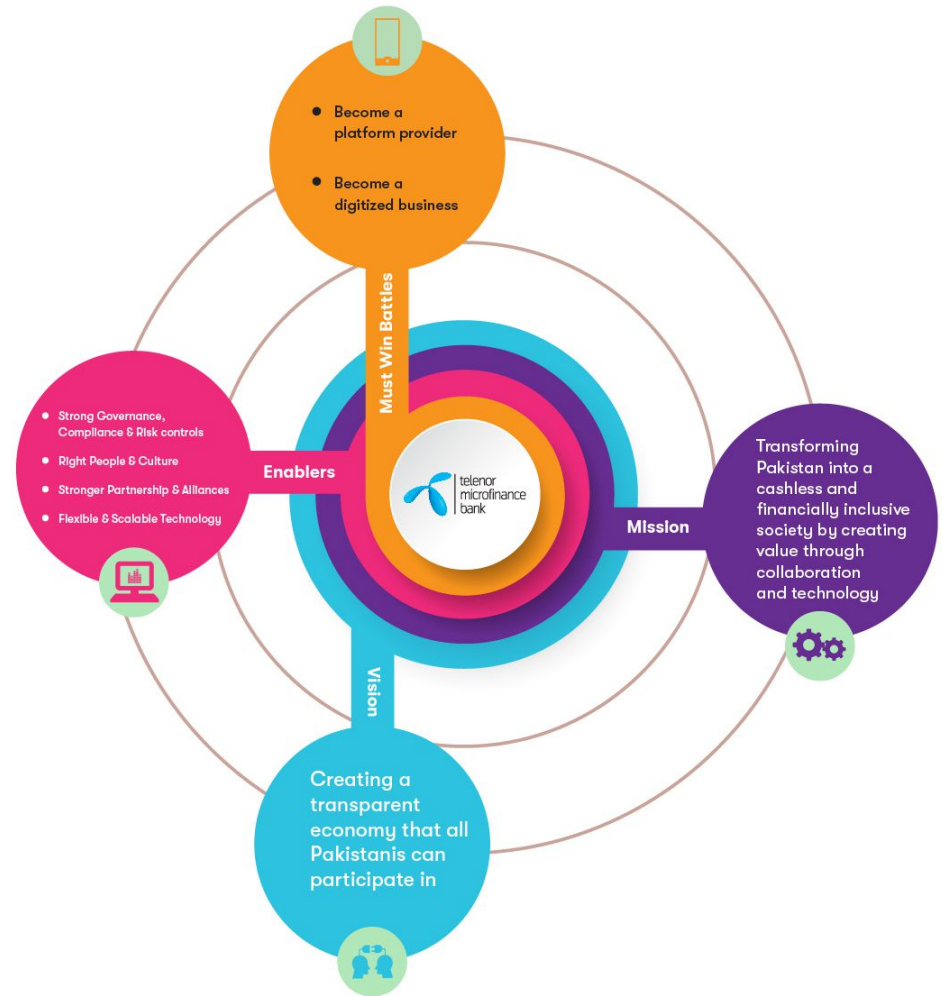 Become a
platform provider
Become a
digitized business
Must Win Battles
Strong Governance,
Compliance & Risk controls
Right People & Culture
Stronger Partnership & Alliances
Flexible & Scalable Technology
Enablers
telenor
microfinance
bank
Mission
Transforming
Pakistan into a
cashless and
financially inclusive
society by creating
value through
collaboration
and technology
Vision
Creating a
transparent
economy that all
Pakistanis can
participate in